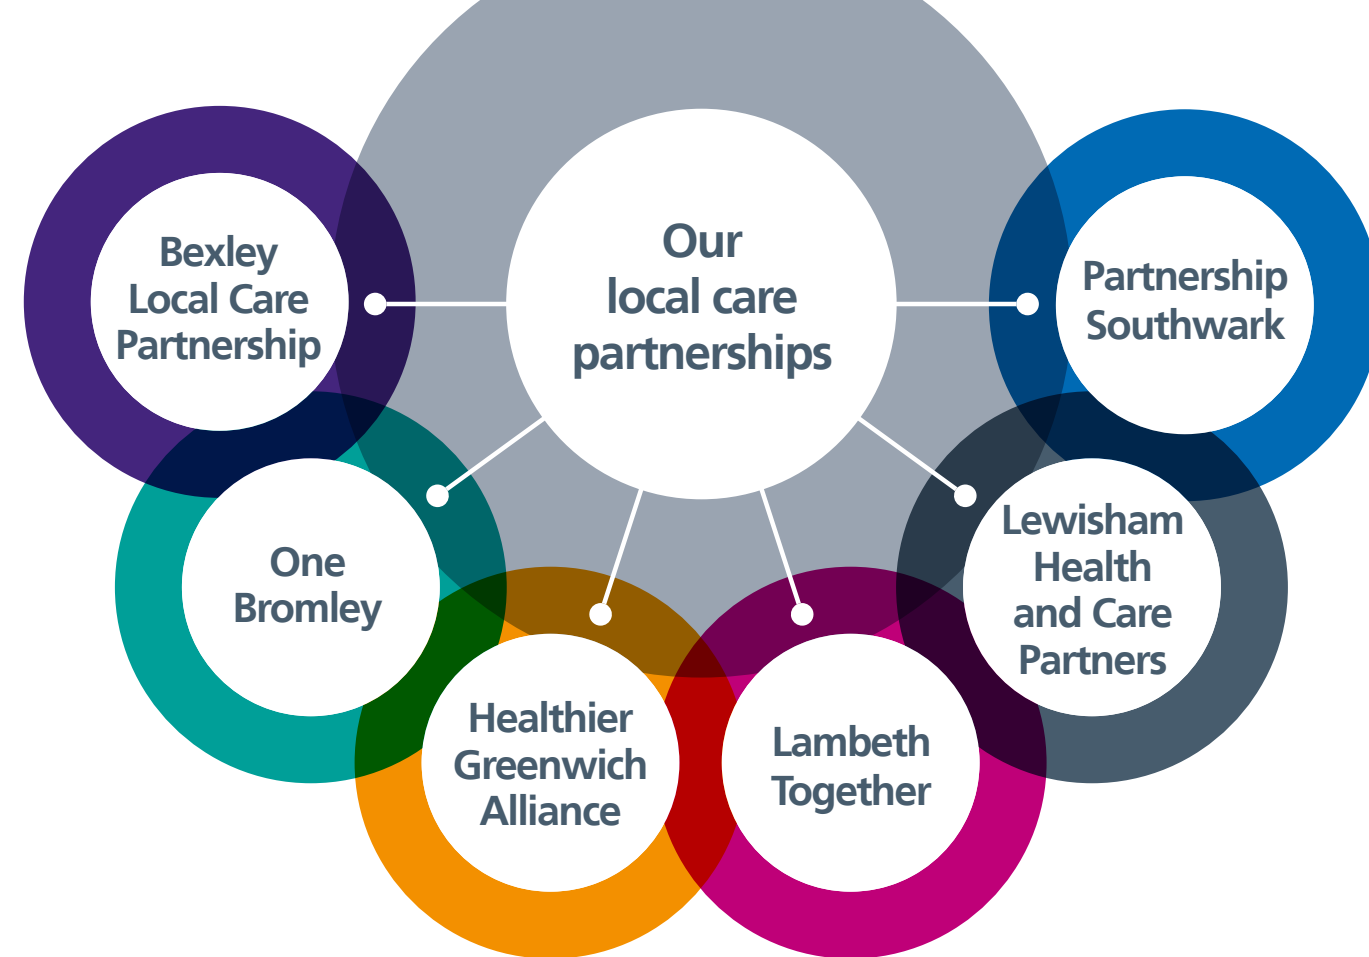 Our
local care
partnerships
Bexley
Local Care
Partnership
One
Bromley
Healthier
Greenwich
Alliance
Lambeth
Together
Lewisham
Health
and Care
Partners
Partnership
Southwark